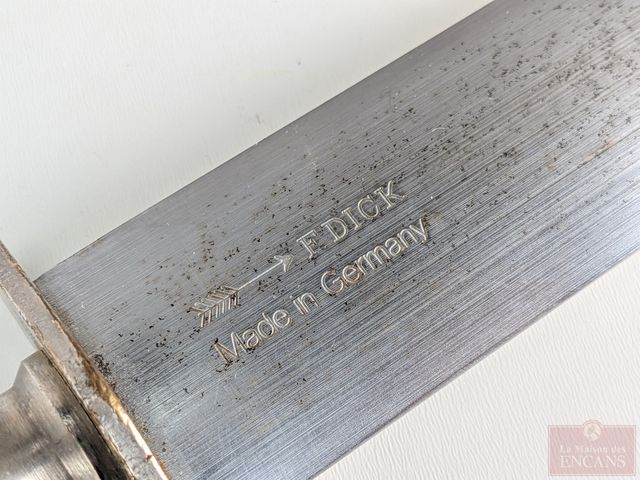 F.DICK
Made in Germany
La Maison des
ENCANS